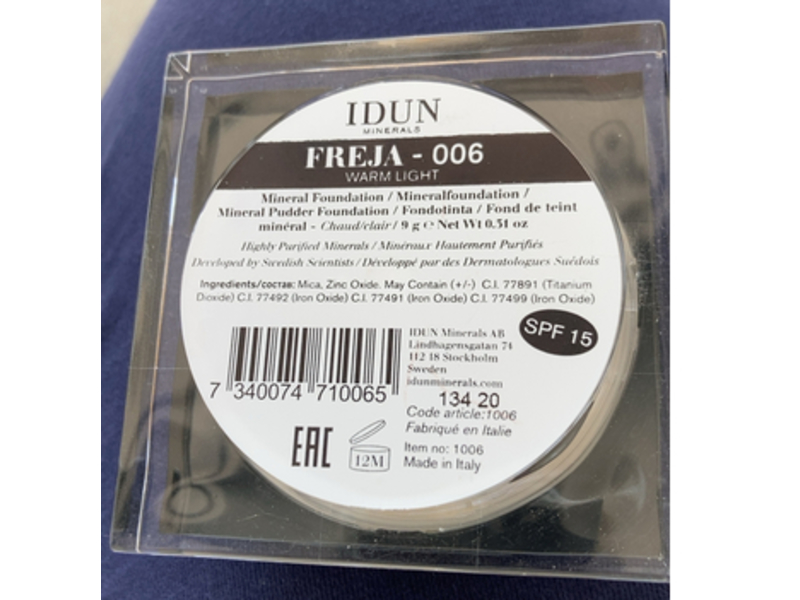 IDUN
MINERALS
FREJA - 006
WARM LIGHT
Mineral Foundation / Mineralfoundation /
Mineral Pudder Foundation / Fondotinta / Fond de teint
minéral - Chaud/clair / 9 g ℮ Net Wt 0.31 oz
Highly Purified Minerals / Minéraux Hautement Purifiés
Developed by Swedish Scientists / Développé par des Dermatologues Suédois
Ingredients/состав: Mica, Zinc Oxide. May Contain (+/-) C.I. 77891 (Titanium
Dioxide) C.I. 77492 (Iron Oxide) C.I. 77491 (Iron Oxide) C.I. 77499 (Iron Oxide)
SPF 15
IDUN Minerals AB
Lindhagensgatan 74
112 18 Stockholm
Sweden
idunminerals.com
7 340074 710065
134 20
Code article:1006
Fabriqué en Italie
EAC
12M
Item no: 1006
Made in Italy